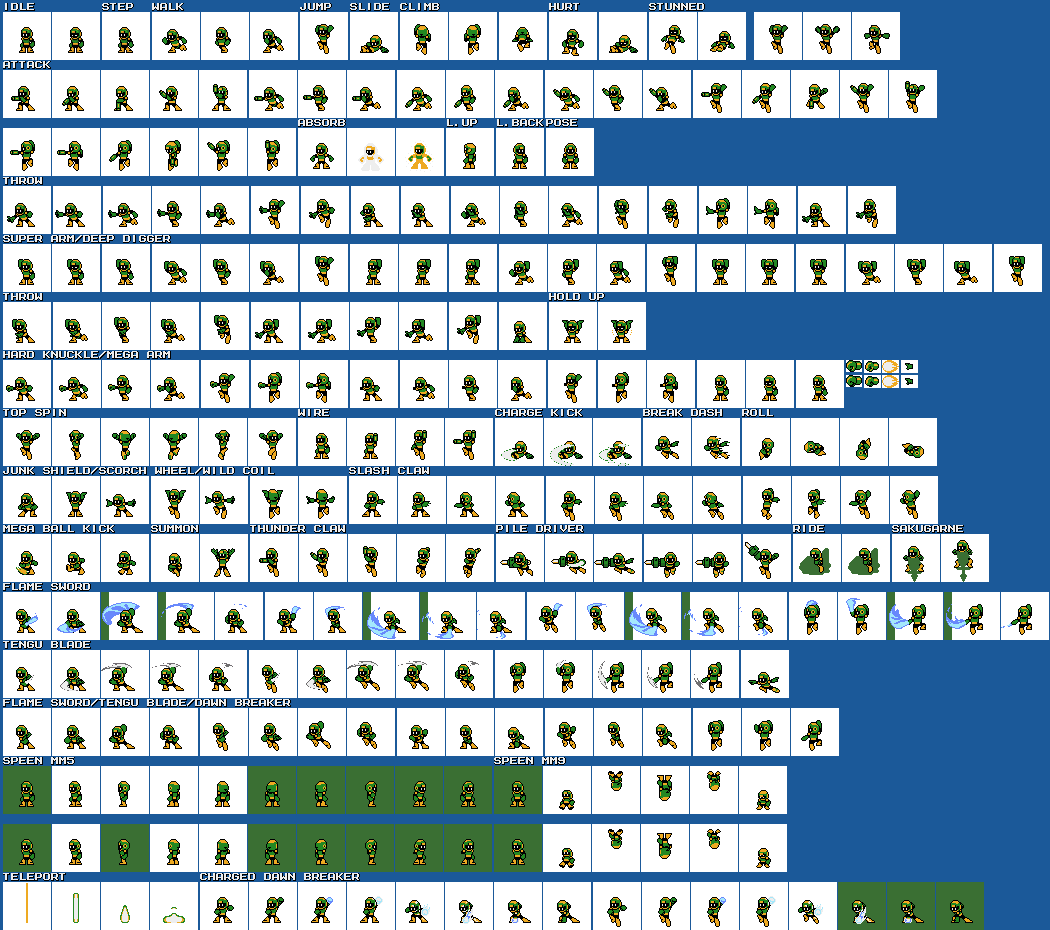 IDLE STEP WALK JUMP SLIDE CLIMB HURT STUNNED
ATTACK
ABSORB L.UP L.BACK POSE
THROW
SUPER ARM/DEEP DIGGER
THROW HOLD UP
HARD KNUCKLE/MEGA ARM
TOP SPIN WIRE CHARGE KICK BREAK DASH ROLL
JUNK SHIELD/SCORCH WHEEL/WILD COIL SLASH CLAW
MEGA BALL KICK SUMMON THUNDER CLAW PILE DRIVER RIDE SAKUGARNE
FLAME SWORD
TENGU BLADE
FLAME SWORD/TENGU BLADE/DAWN BREAKER
SPEEN MM5 SPEEN MM9
TELEPORT CHARGED DAWN BREAKER